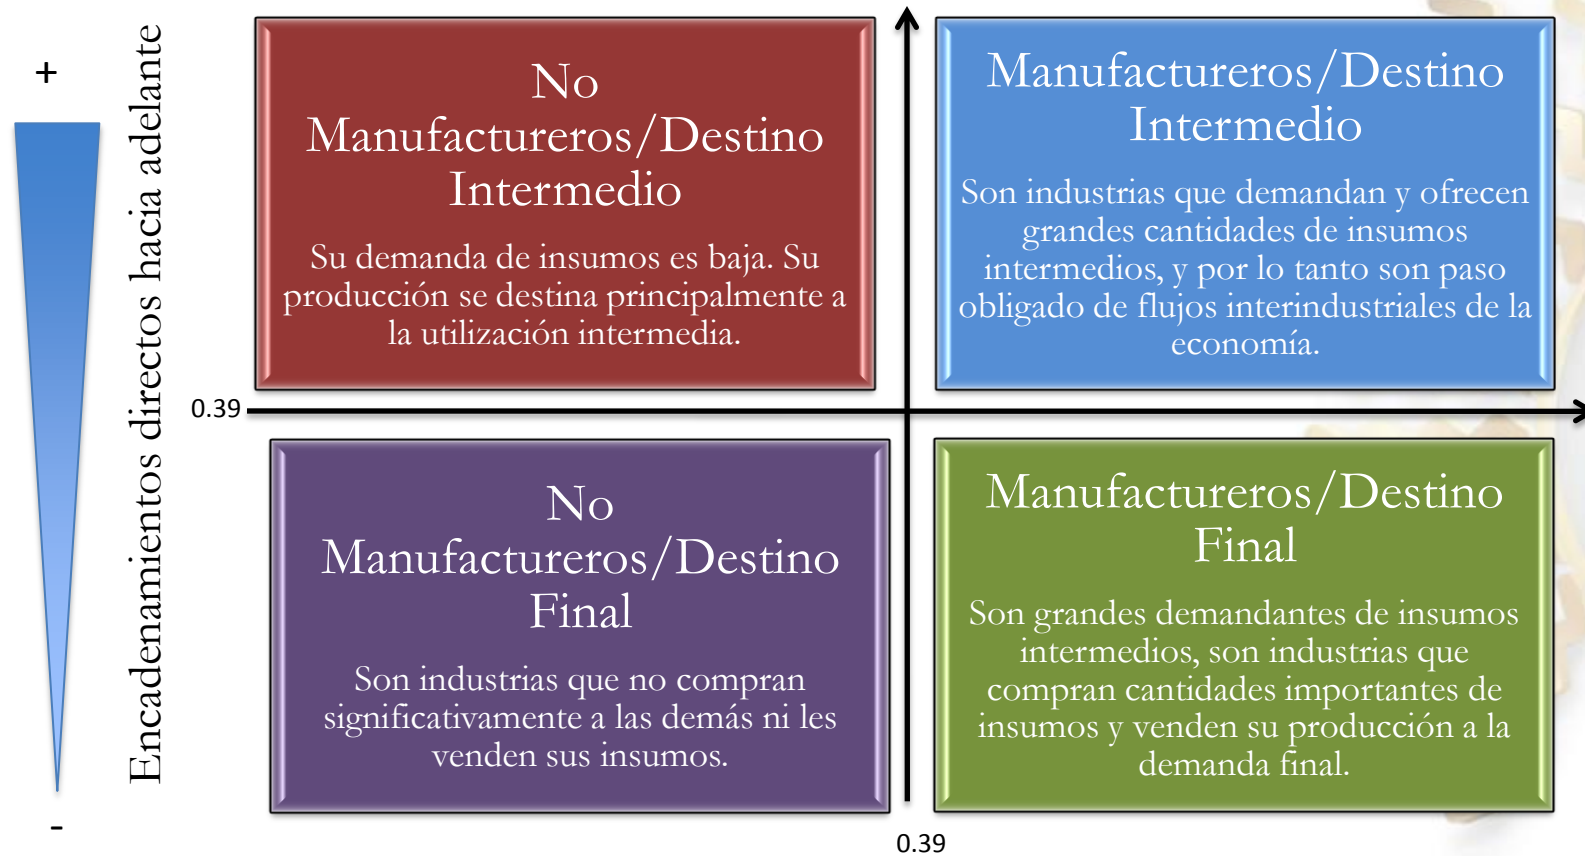 +
-
Encadenamientos directos hacia adelante
No
Manufactureros/Destino
Intermedio
Su demanda de insumos es baja. Su
producción se destina principalmente a
la utilización intermedia.
Manufactureros/Destino
Intermedio
Son industrias que demandan y ofrecen
grandes cantidades de insumos
intermedios, y por lo tanto son paso
obligado de flujos interindustriales de la
economía.
0.39
No
Manufactureros/Destino
Final
Son industrias que no compran
significativamente a las demás ni les
venden sus insumos.
Manufactureros/Destino
Final
Son grandes demandantes de insumos
intermedios, son industrias que
compran cantidades importantes de
insumos y venden su producción a la
demanda final.
0.39